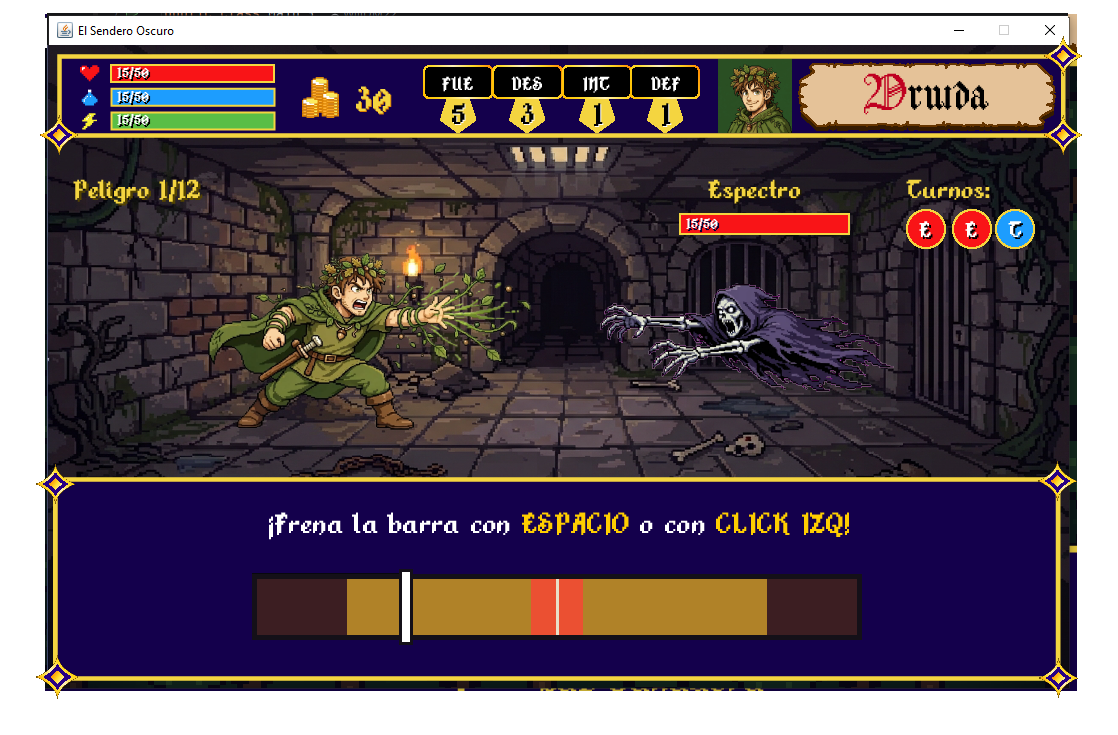 El Sendero Oscuro
15/50
15/50
15/50
30
FUE DES INT DEF
5 3 1 1
Druida
Peligro 1/12
Espectro
15/50
Turnos:
E E T
¡Frena la barra con ESPACIO o con CLICK IZQ!